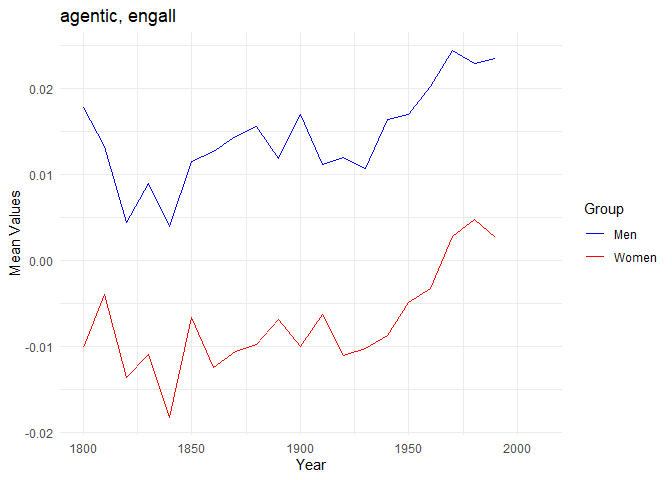 agentic, engall
Mean Values
0.02
0.01
0.00
-0.01
-0.02
1800 1850 1900 1950 2000
Year
Group
Men
Women